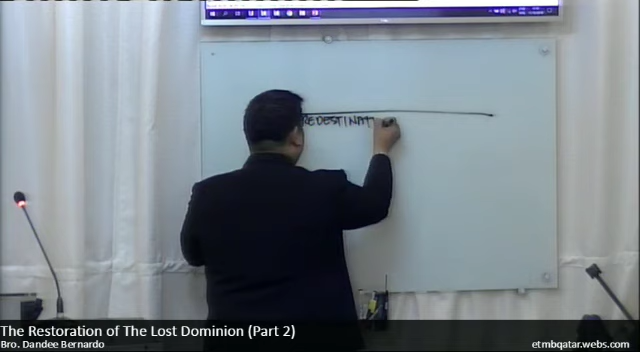 REDESTINAT
The Restoration of The Lost Dominion (Part 2)
Bro. Dandee Bernardo
etmbqatar.webs.com